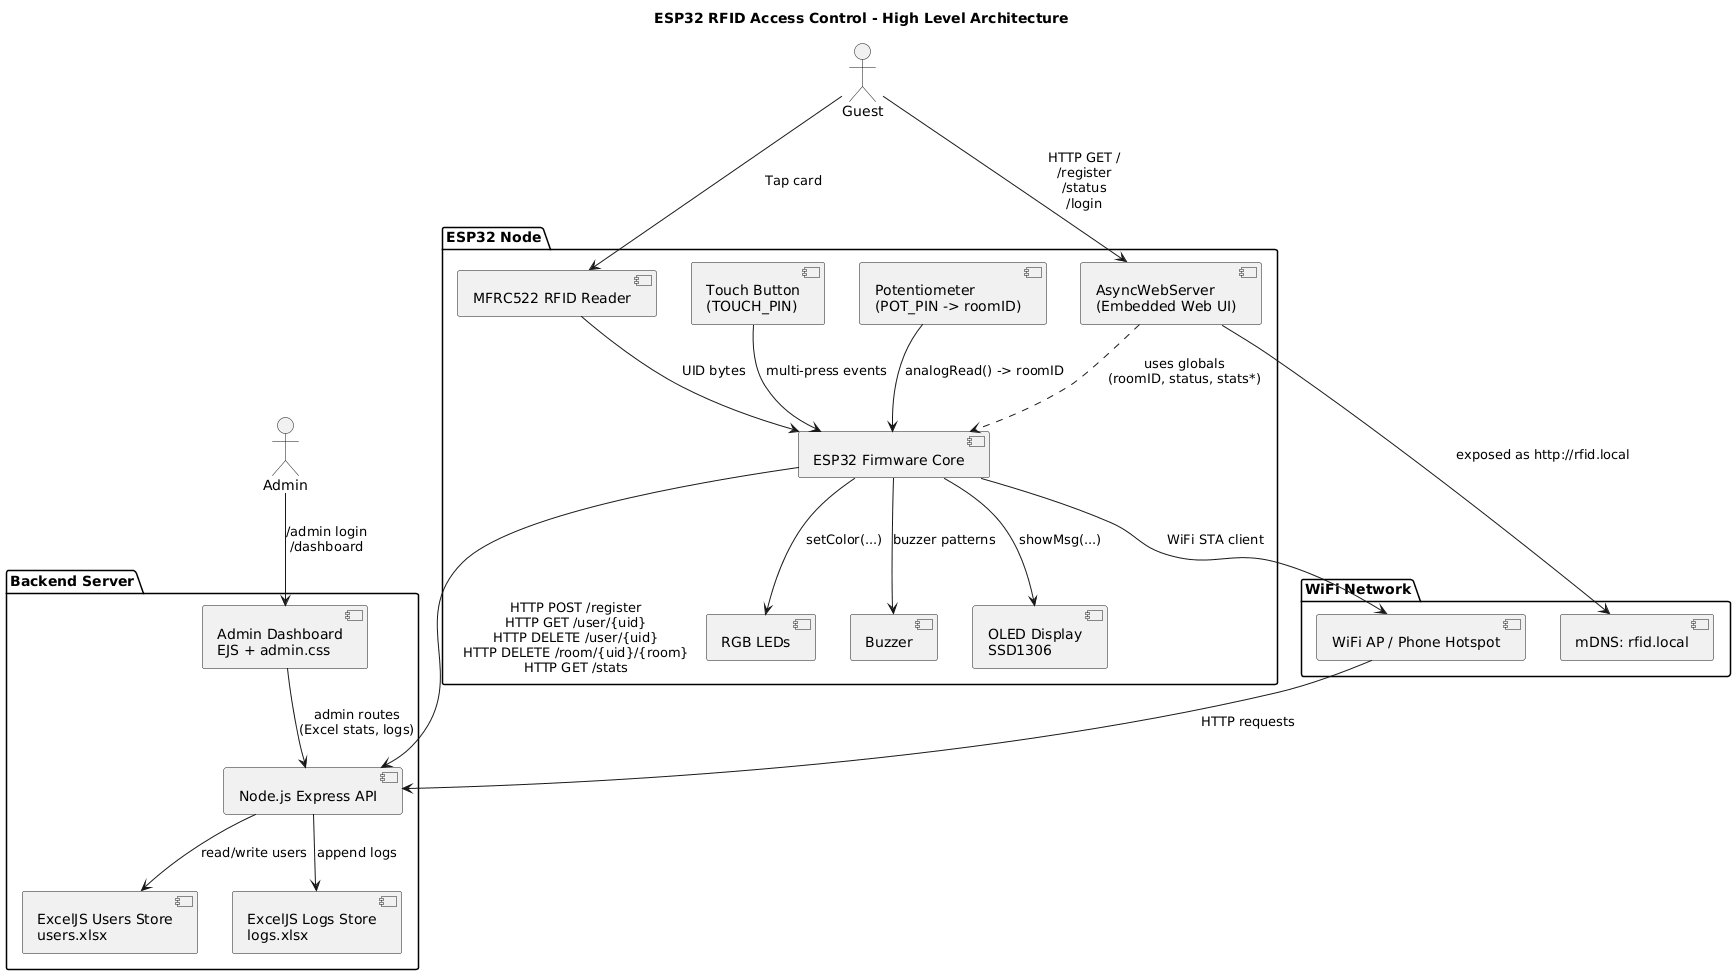 ESP32 RFID Access Control - High Level Architecture
Guest
Tap card
HTTP GET /
/register
/status
/login
ESP32 Node
MFRC522 RFID Reader
Touch Button
(TOUCH_PIN)
Potentiometer
(POT_PIN -> roomID)
AsyncWebServer
(Embedded Web UI)
UID bytes
multi-press events
analogRead() -> roomID
uses globals
(roomID, status, stats*)
ESP32 Firmware Core
exposed as http://rfid.local
Admin
/admin login
/dashboard
setColor(...)
buzzer patterns
showMsg(...)
WiFi STA client
Backend Server
WiFi Network
HTTP POST /register
HTTP GET /user/{uid}
HTTP DELETE /user/{uid}
HTTP DELETE /room/{uid}/{room}
HTTP GET /stats
Admin Dashboard
EJS + admin.css
RGB LEDs
Buzzer
OLED Display
SSD1306
WiFi AP / Phone Hotspot
mDNS: rfid.local
admin routes
(Excel stats, logs)
HTTP requests
Node.js Express API
read/write users
append logs
ExcelJS Users Store
users.xlsx
ExcelJS Logs Store
logs.xlsx